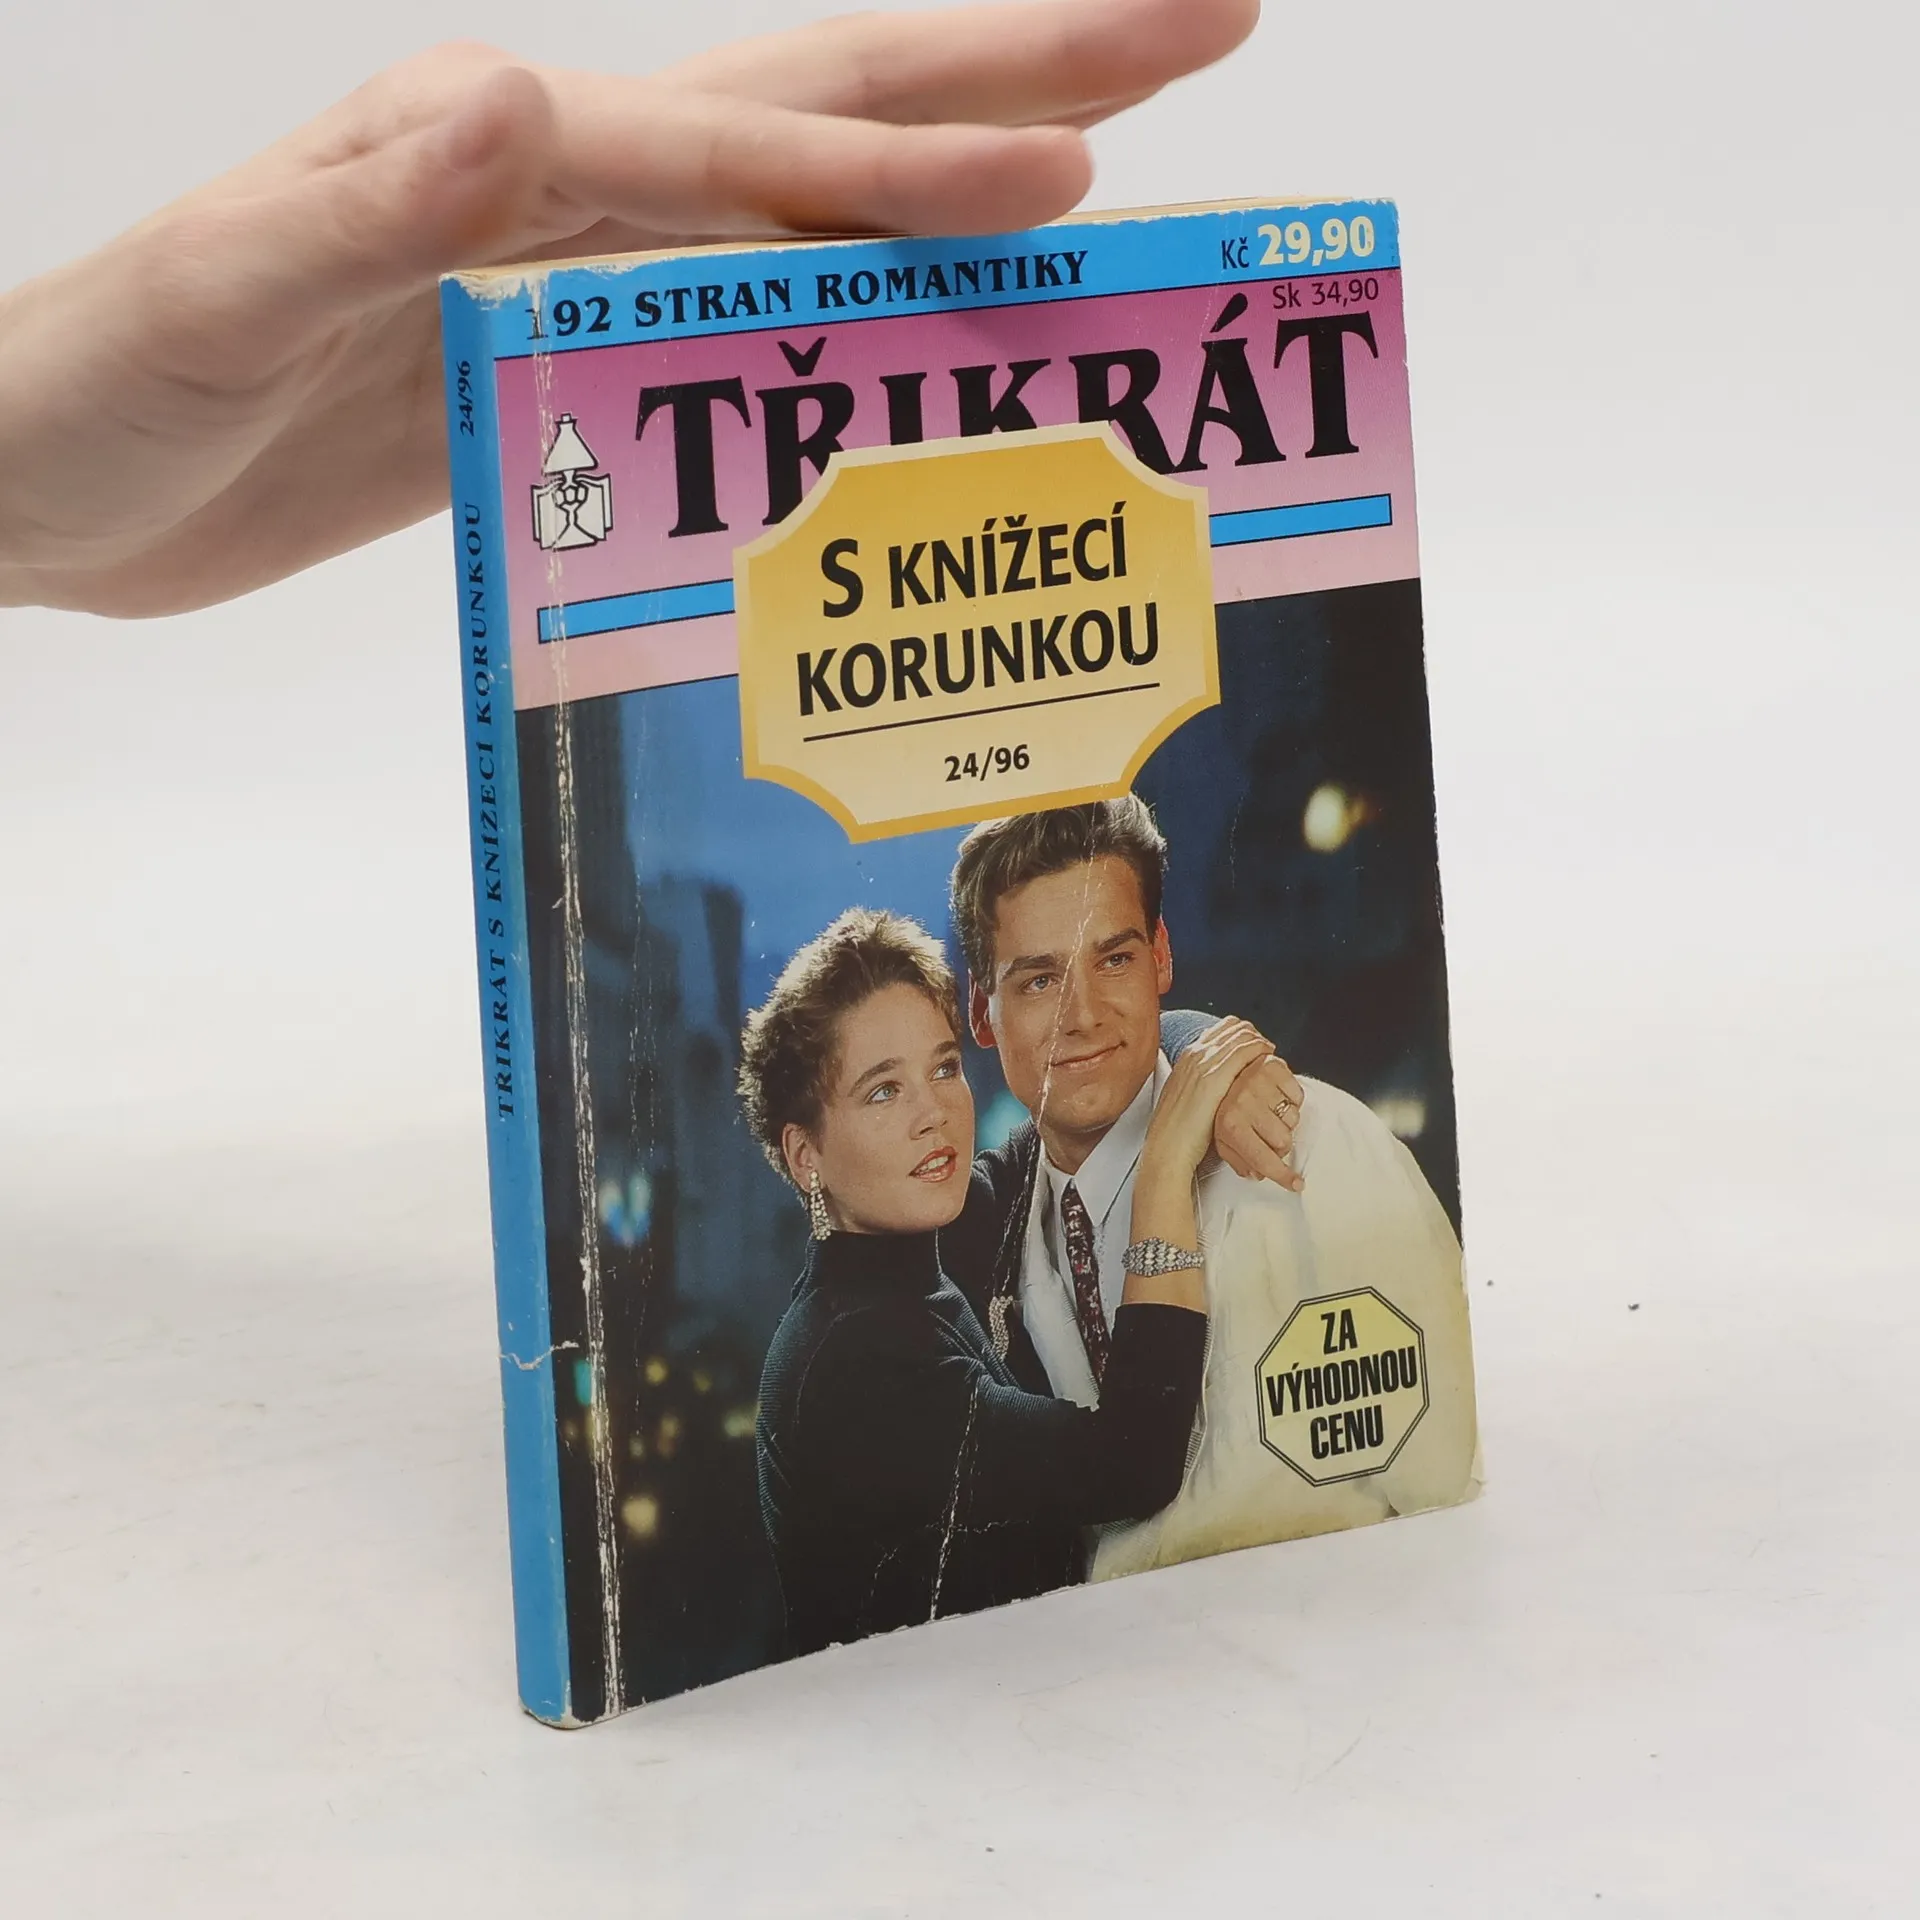 192 STRAN ROMANTIKY
Kč 29,90
Sk 34,90
TŘIKRÁT
S KNÍŽECÍ
KORUNKOU
24/96
ZA
VÝHODNOU
CENU
TŘIKRÁT S KNÍŽECÍ KORUNKOU 24/96